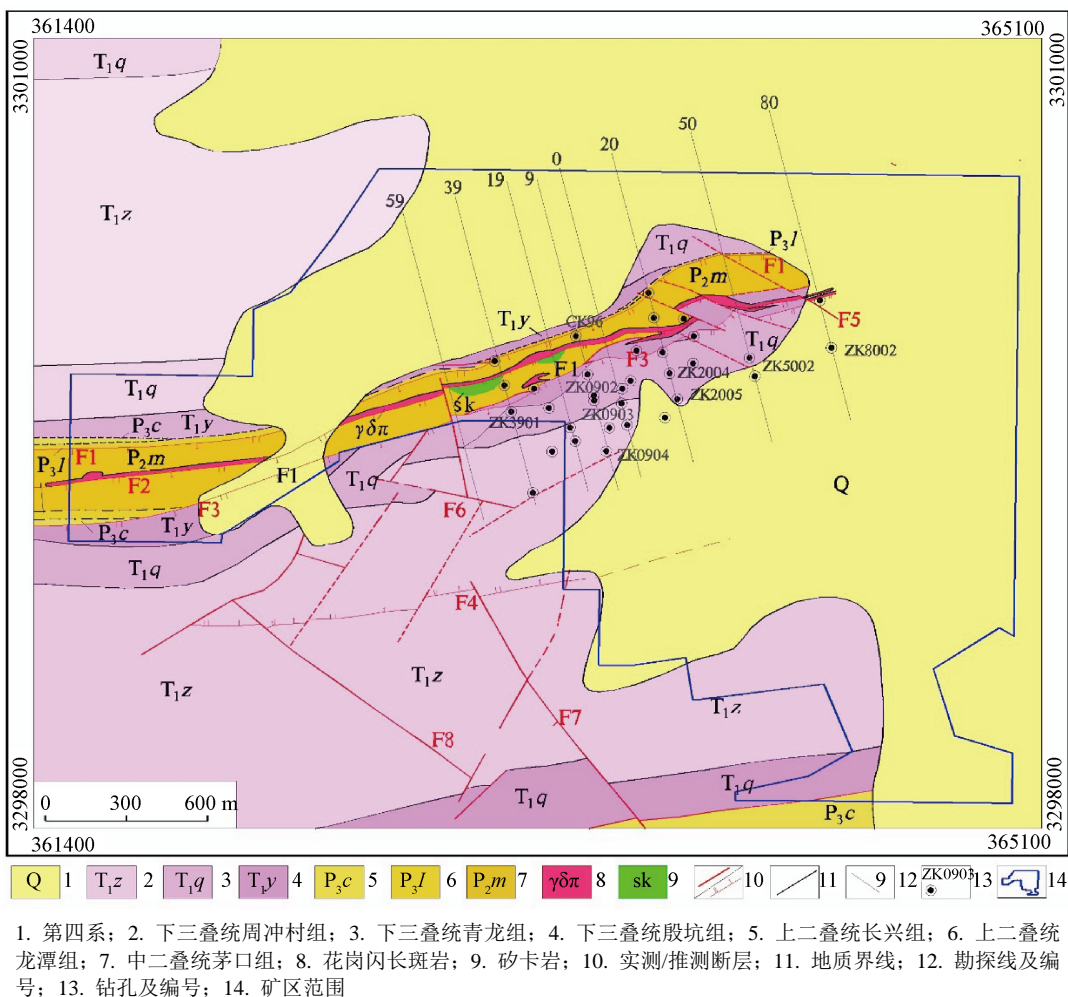 361400
365100
3301000
3301000
T₁q
80
50
20
0
9
19
39
59
T₁z
T₁q
P₃l
F1
P₂m
T₁y
CK96
F5
T₁q
F3
ZK8002
ZK5002
F1
ZK2004
T₁q
ZK0902
ZK2005
sk
ZK3901
ZK0903
P₃c
T₁y
γδπ
P₃l
F1
P₂m
ZK0904
F2
F1
T₁q
Q
F3
F6
P₃c
T₁y
T₁q
F4
T₁z
T₁z
T₁z
F7
F8
T₁q
T₁q
P₃c
0 300 600 m
3298000
3298000
361400
365100
Q 1 T₁z 2 T₁q 3 T₁y 4 P₃c 5 P₃l 6 P₂m 7 γδπ 8 sk 9 10 11 9 12 ZK0903 13 14
1. 第四系；2. 下三叠统周冲村组；3. 下三叠统青龙组；4. 下三叠统殷坑组；5. 上二叠统长兴组；6. 上二叠统
龙潭组；7. 中二叠统茅口组；8. 花岗闪长斑岩；9. 矽卡岩；10. 实测/推测断层；11. 地质界线；12. 勘探线及编
号；13. 钻孔及编号；14. 矿区范围